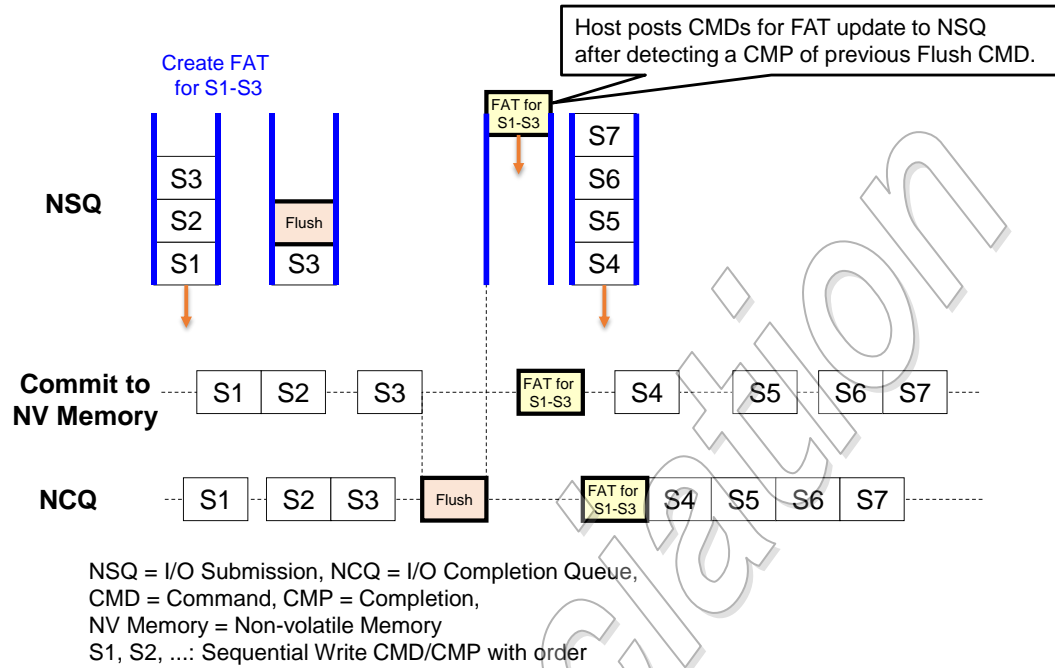 Host posts CMDs for FAT update to NSQ
after detecting a CMP of previous Flush CMD.
Create FAT
for S1-S3
FAT for
S1-S3
S7
S3
S6
NSQ
S2
Flush
S5
S1
S3
S4
Commit to
NV Memory
S1
S2
S3
FAT for
S1-S3
S4
S5
S6
S7
NCQ
S1
S2
S3
Flush
FAT for
S1-S3
S4
S5
S6
S7
NSQ = I/O Submission, NCQ = I/O Completion Queue,
CMD = Command, CMP = Completion,
NV Memory = Non-volatile Memory
S1, S2, ...: Sequential Write CMD/CMP with order
ciation